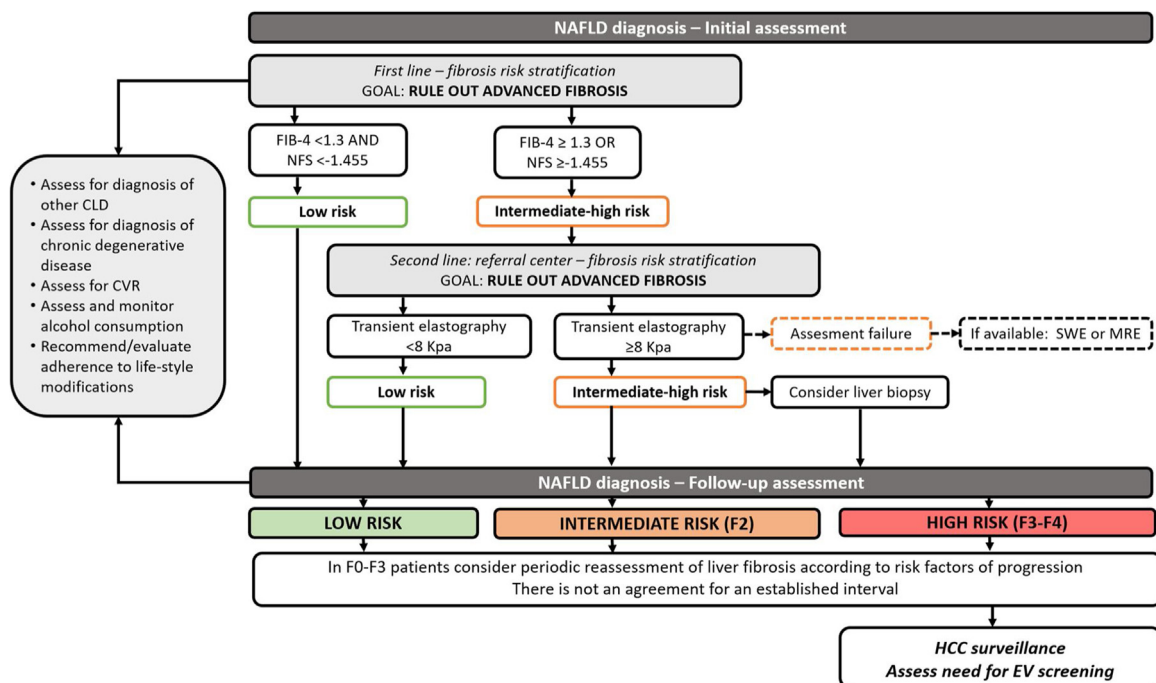 NAFLD diagnosis – Initial assessment
First line – fibrosis risk stratification
GOAL: RULE OUT ADVANCED FIBROSIS
FIB-4 <1.3 AND
NFS <-1.455
FIB-4 ≥ 1.3 OR
NFS ≥-1.455
Low risk
Intermediate-high risk
• Assess for diagnosis of
other CLD
• Assess for diagnosis of
chronic degenerative
disease
• Assess for CVR
• Assess and monitor
alcohol consumption
• Recommend/evaluate
adherence to life-style
modifications
Second line: referral center – fibrosis risk stratification
GOAL: RULE OUT ADVANCED FIBROSIS
Transient elastography
<8 Kpa
Transient elastography
≥8 Kpa
Assesment failure
If available: SWE or MRE
Low risk
Intermediate-high risk
Consider liver biopsy
NAFLD diagnosis – Follow-up assessment
LOW RISK
INTERMEDIATE RISK (F2)
HIGH RISK (F3-F4)
In F0-F3 patients consider periodic reassessment of liver fibrosis according to risk factors of progression
There is not an agreement for an established interval
HCC surveillance
Assess need for EV screening